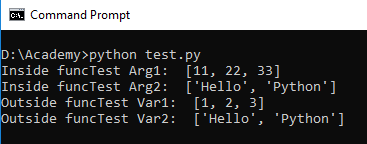 Command Prompt
D:\Academy>python test.py
Inside funcTest Arg1:  [11, 22, 33]
Inside funcTest Arg2:  ['Hello', 'Python']
Outside funcTest Var1:  [1, 2, 3]
Outside funcTest Var2:  ['Hello', 'Python']